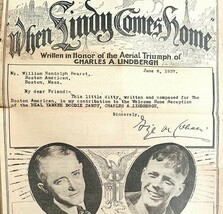 When Lindy Comes Home
Written in Honor of the Aerial Triumph of
CHARLES A. LINDBERGH
Mr. William Randolph Hearst,
June 8, 1927.
Boston American,
Boston, Mass.
My dear Friend:-
This little ditty, written and composed for The
Boston American, is my contribution to the Welcome Home Reception
of the REAL YANKEE DOODLE DANDY, CHARLES A. LINDBERGH.
Sincerely,
Geo. M. Cohan